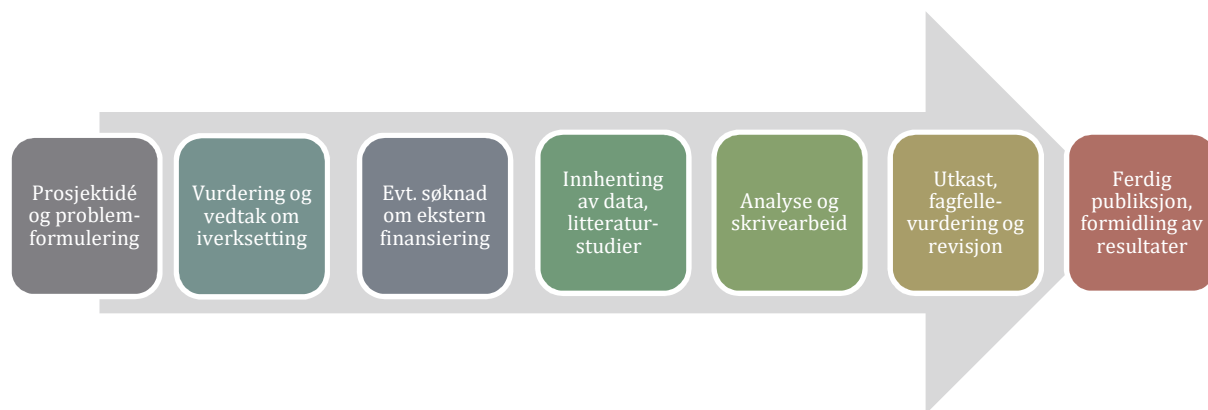 Prosjektidé
og problem-
formulering
Vurdering og
vedtak om
iverksetting
Evt. søknad
om ekstern
finansiering
Innhenting
av data,
litteratur-
studier
Analyse og
skrivearbeid
Utkast,
fagfelle-
vurdering og
revisjon
Ferdig
publiksjon,
formidling av
resultater